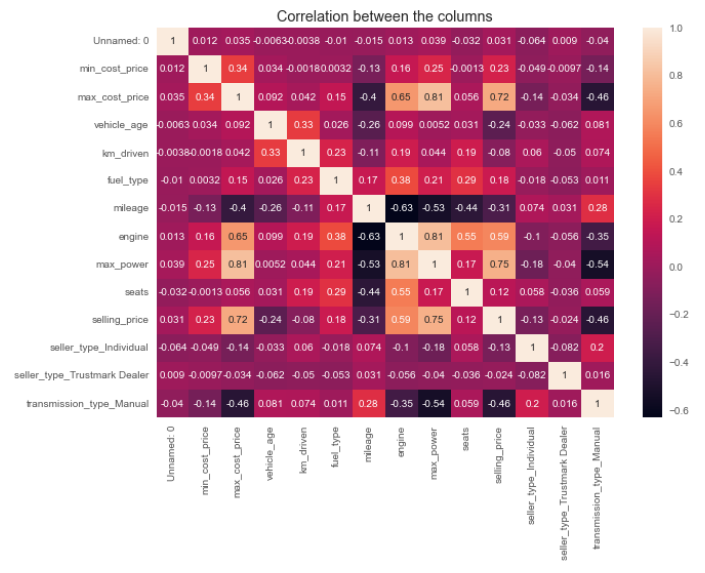 Correlation between the columns
Unnamed: 0 1 0.012 0.035 -0.0063 -0.0038 -0.01 -0.015 0.013 0.039 -0.032 0.031 -0.064 0.009 -0.04
min_cost_price 0.012 1 0.34 0.034 -0.0018 0.0032 -0.13 0.16 0.25 -0.0013 0.23 -0.049 -0.0097 -0.14
max_cost_price 0.035 0.34 1 0.092 0.042 0.15 -0.4 0.65 0.81 0.056 0.72 -0.14 -0.034 -0.46
vehicle_age -0.0063 0.034 0.092 1 0.33 0.026 -0.26 0.099 0.0052 0.031 -0.24 -0.033 -0.062 0.081
km_driven -0.0038 -0.0018 0.042 0.33 1 0.23 -0.11 0.19 0.044 0.19 -0.08 0.06 -0.05 0.074
fuel_type -0.01 0.0032 0.15 0.026 0.23 1 0.17 0.38 0.21 0.29 0.18 -0.018 -0.053 0.011
mileage -0.015 -0.13 -0.4 -0.26 -0.11 0.17 1 -0.63 -0.53 -0.44 -0.31 0.074 0.031 0.28
engine 0.013 0.16 0.65 0.099 0.19 0.38 -0.63 1 0.81 0.55 0.59 -0.1 -0.056 -0.35
max_power 0.039 0.25 0.81 0.0052 0.044 0.21 -0.53 0.81 1 0.17 0.75 -0.18 -0.04 -0.54
seats -0.032 -0.0013 0.056 0.031 0.19 0.29 -0.44 0.55 0.17 1 0.12 0.058 -0.036 0.059
selling_price 0.031 0.23 0.72 -0.24 -0.08 0.18 -0.31 0.59 0.75 0.12 1 -0.13 -0.024 -0.46
seller_type_Individual -0.064 -0.049 -0.14 -0.033 0.06 -0.018 0.074 -0.1 -0.18 0.058 -0.13 1 -0.082 0.2
seller_type_Trustmark Dealer 0.009 -0.0097 -0.034 -0.062 -0.05 -0.053 0.031 -0.056 -0.04 -0.036 -0.024 -0.082 1 0.016
transmission_type_Manual -0.04 -0.14 -0.46 0.081 0.074 0.011 0.28 -0.35 -0.54 0.059 -0.46 0.2 0.016 1
Unnamed: 0
min_cost_price
max_cost_price
vehicle_age
km_driven
fuel_type
mileage
engine
max_power
seats
selling_price
seller_type_Individual
seller_type_Trustmark Dealer
transmission_type_Manual
1.0
0.8
0.6
0.4
0.2
0.0
-0.2
-0.4
-0.6